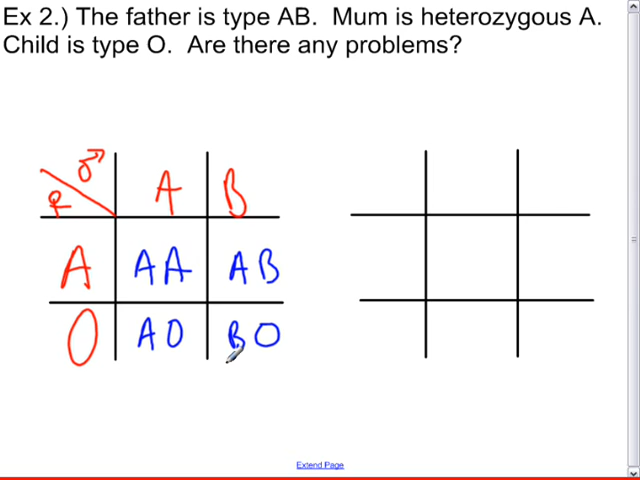 Ex 2.) The father is type AB.  Mum is heterozygous A.
Child is type O.  Are there any problems?
♂ A B
♀
A AA AB
O AO BO
Extend Page